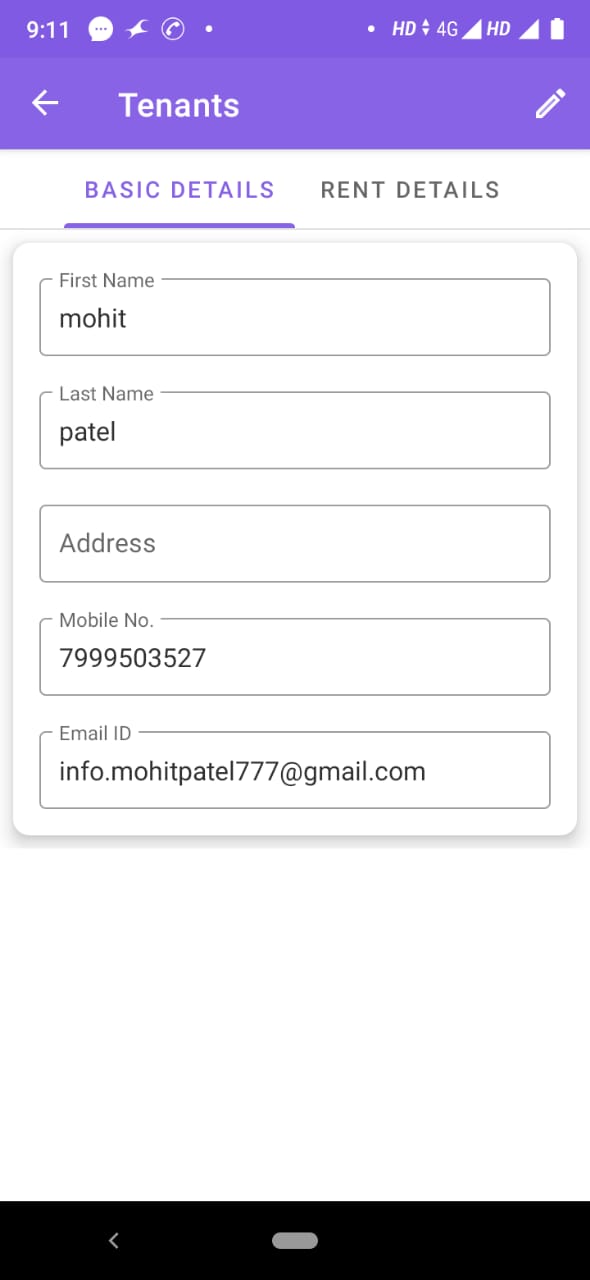 9:11 HD 4G HD
Tenants
BASIC DETAILS RENT DETAILS
First Name
mohit
Last Name
patel
Address
Mobile No.
7999503527
Email ID
info.mohitpatel777@gmail.com